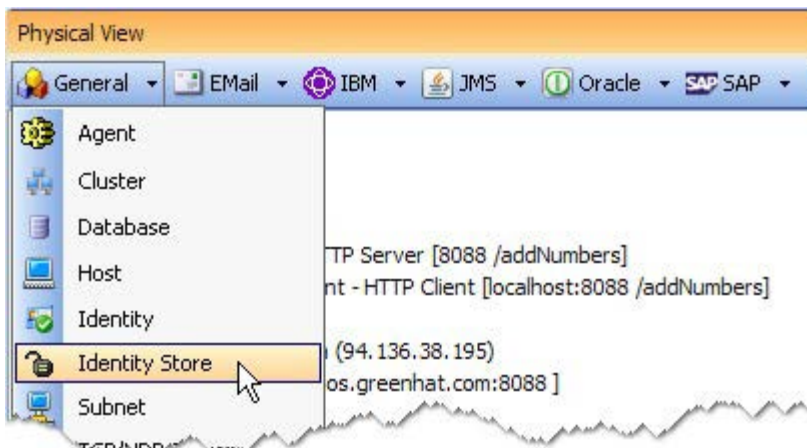 Physical View
General EMail IBM JMS Oracle SAP SAP
Agent
Cluster
Database
TTP Server [8088 /addNumbers]
Host
nt - HTTP Client [localhost:8088 /addNumbers]
Identity
(94.136.38.195)
Identity Store
os.greenhat.com:8088 ]
Subnet